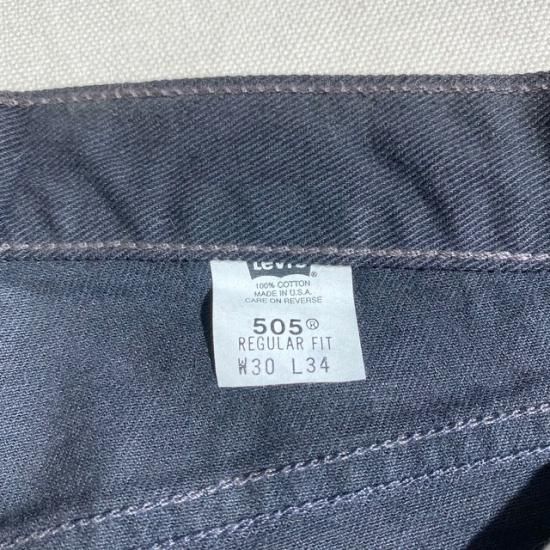 Levi's®
100% COTTON
MADE IN U.S.A.
CARE ON REVERSE
505®
REGULAR FIT
W30 L34